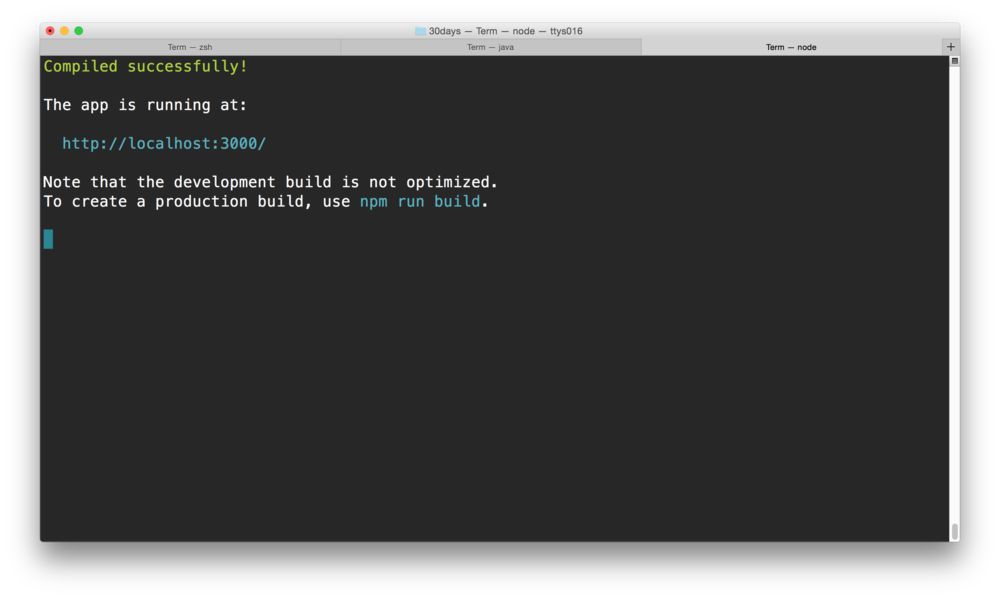 30days — Term — node — ttys016
Term — zsh
Term — java
Term — node
+
Compiled successfully!
The app is running at:
http://localhost:3000/
Note that the development build is not optimized.
To create a production build, use npm run build.